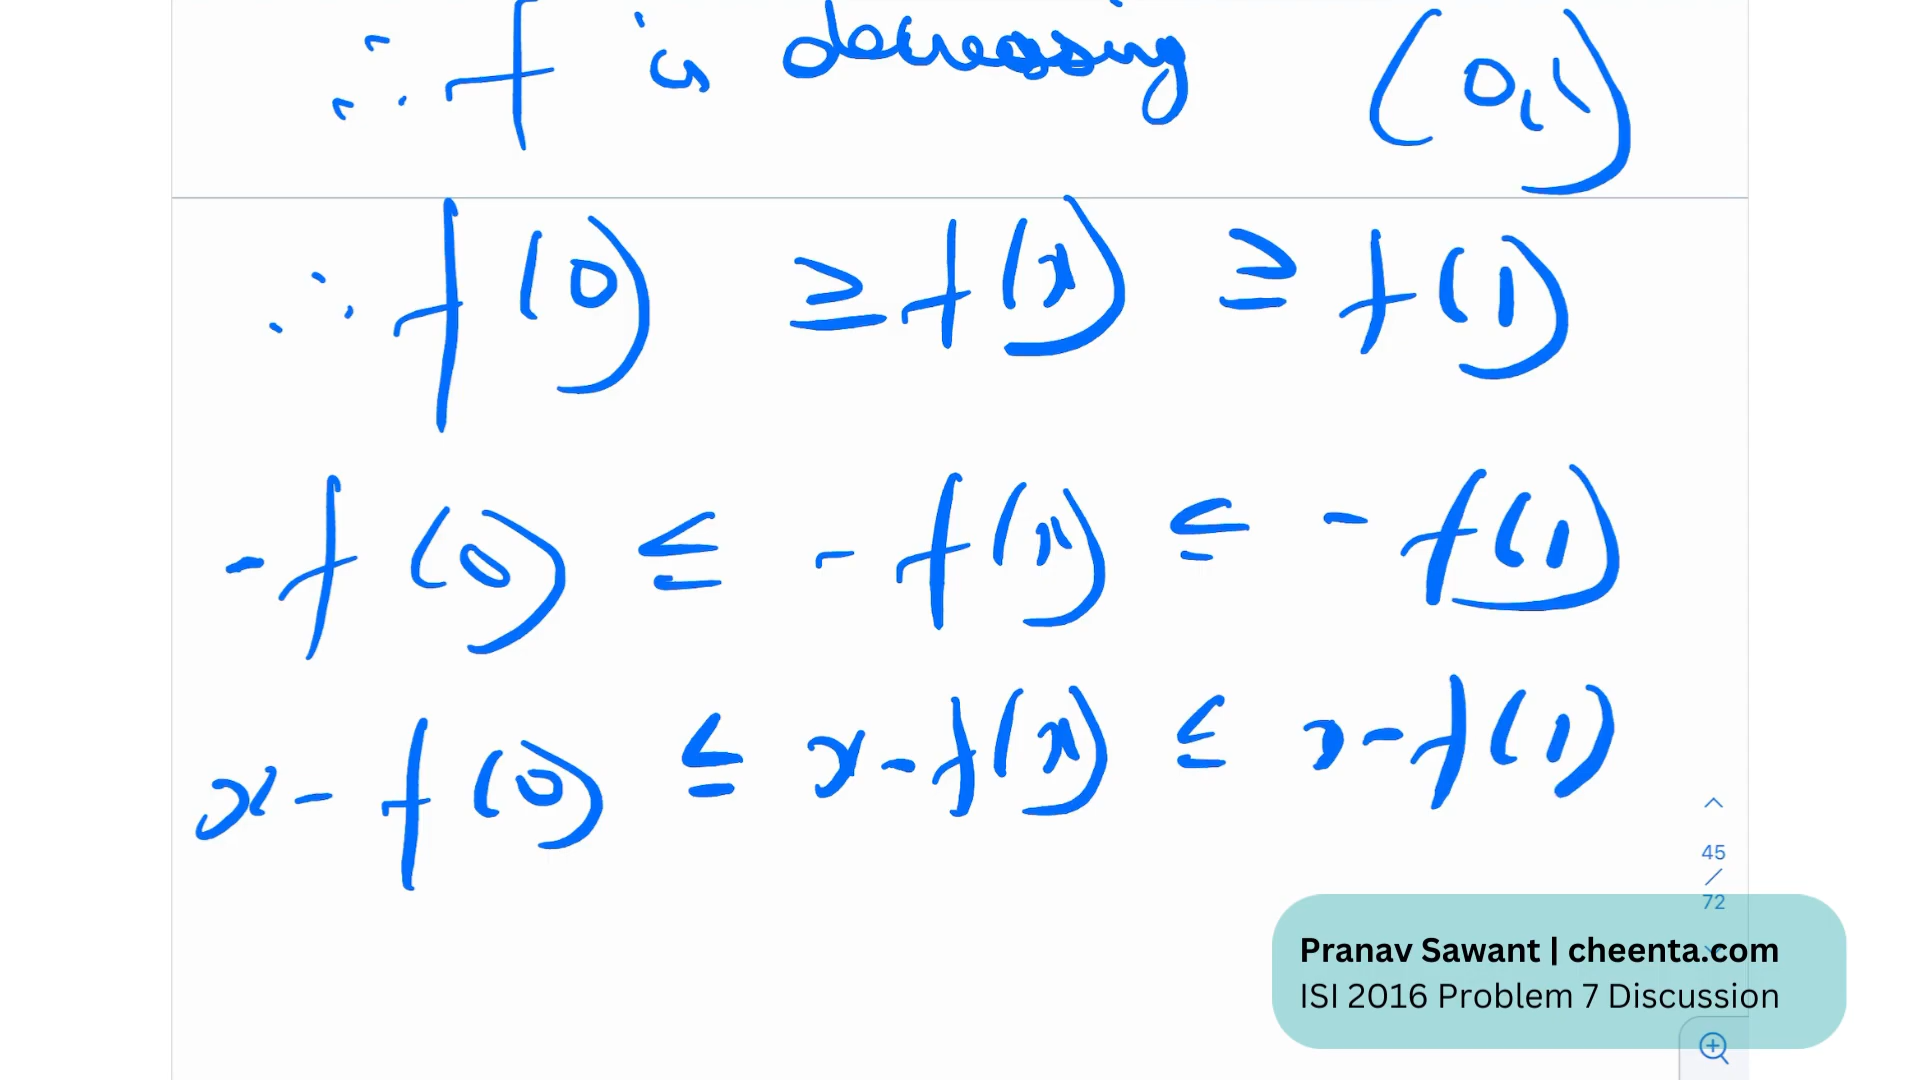 ∴ f is decreasing (0,1)
∴ f(0) ≥ f(x) ≥ f(1)
-f(0) ≤ -f(x) ≤ -f(1)
x-f(0) ≤ x-f(x) ≤ x-f(1)
45
/
72
Pranav Sawant | cheenta.com
ISI 2016 Problem 7 Discussion